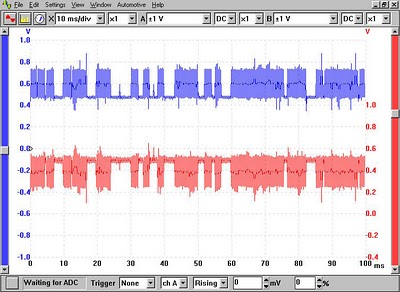 File Edit Settings View Window Automotive Help
10 ms/div x1 A ±1 V DC x1 B ±1 V DC x1
V V
1.0
0.8
0.6
0.4 1.0
0.2 0.8
0.0 0.6
-0.2 0.4
-0.4 0.2
-0.6 0.0
-0.8 -0.2
-1.0 -0.4
0 10 20 30 40 50 60 70 80 90 100
ms
Waiting for ADC Trigger None ch A Rising 0 mV 0 %